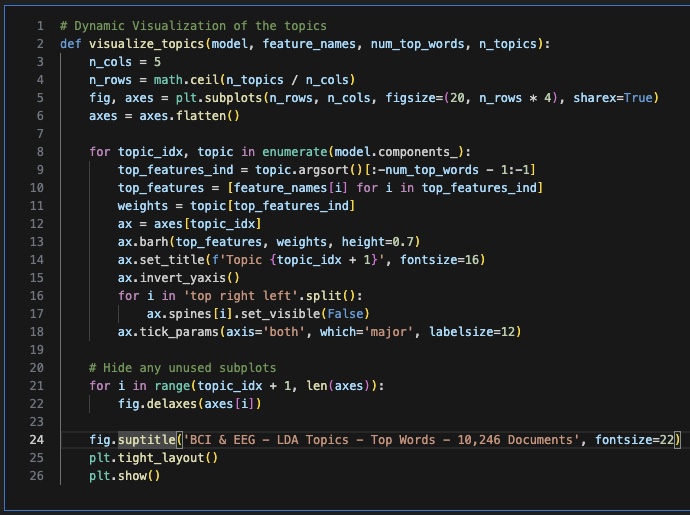 1 # Dynamic Visualization of the topics
2 def visualize_topics(model, feature_names, num_top_words, n_topics):
3     n_cols = 5
4     n_rows = math.ceil(n_topics / n_cols)
5     fig, axes = plt.subplots(n_rows, n_cols, figsize=(20, n_rows * 4), sharex=True)
6     axes = axes.flatten()
7
8     for topic_idx, topic in enumerate(model.components_):
9         top_features_ind = topic.argsort()[:-num_top_words - 1:-1]
10         top_features = [feature_names[i] for i in top_features_ind]
11         weights = topic[top_features_ind]
12         ax = axes[topic_idx]
13         ax.barh(top_features, weights, height=0.7)
14         ax.set_title(f'Topic {topic_idx + 1}', fontsize=16)
15         ax.invert_yaxis()
16         for i in 'top right left'.split():
17             ax.spines[i].set_visible(False)
18         ax.tick_params(axis='both', which='major', labelsize=12)
19
20     # Hide any unused subplots
21     for i in range(topic_idx + 1, len(axes)):
22         fig.delaxes(axes[i])
23
24     fig.suptitle('BCI & EEG - LDA Topics - Top Words - 10,246 Documents', fontsize=22)
25     plt.tight_layout()
26     plt.show()